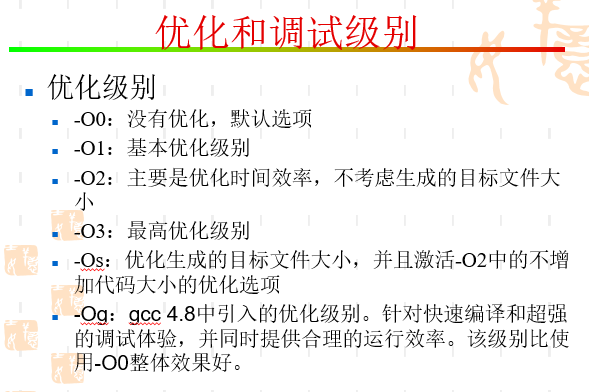 优化和调试级别
优化级别
-O0：没有优化，默认选项
-O1：基本优化级别
-O2：主要是优化时间效率，不考虑生成的目标文件大
小
-O3：最高优化级别
-Os：优化生成的目标文件大小，并且激活-O2中的不增
加代码大小的优化选项
-Og：gcc 4.8中引入的优化级别。针对快速编译和超强
的调试体验，并同时提供合理的运行效率。该级别比使
用-O0整体效果好。